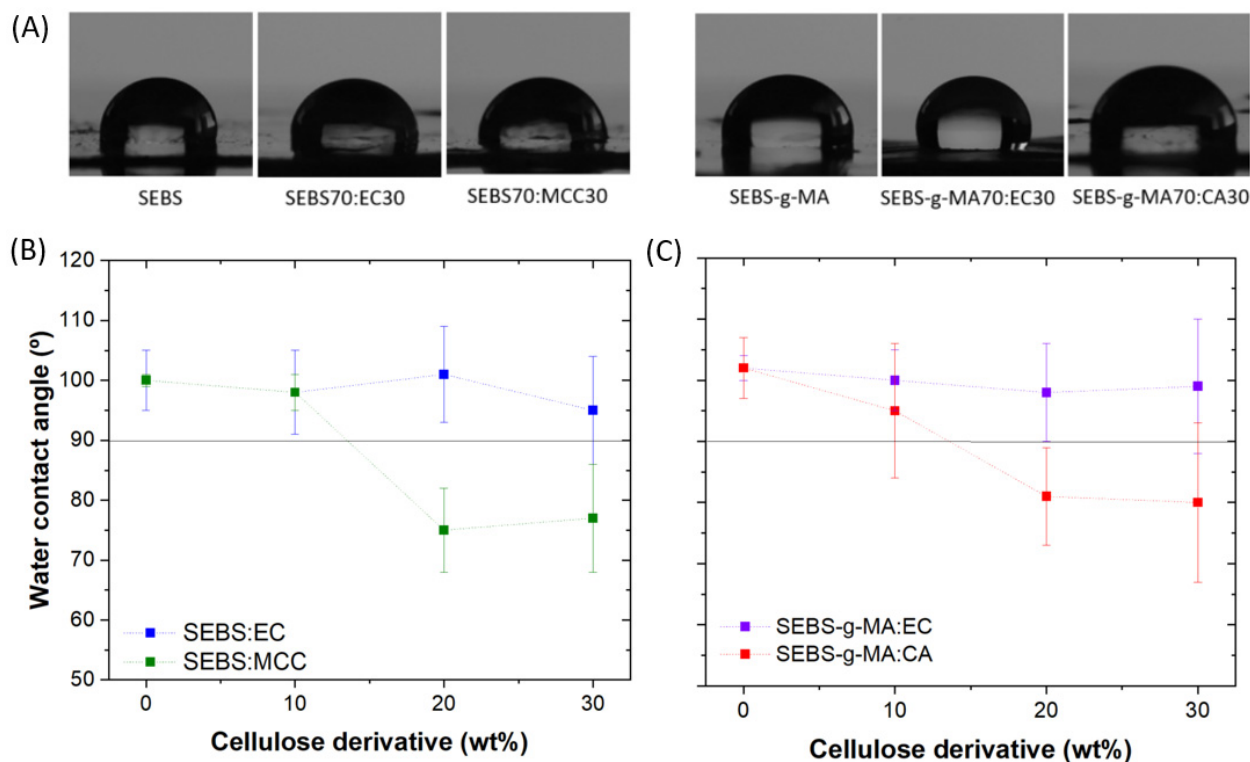 (A)
SEBS
SEBS70:EC30
SEBS70:MCC30
SEBS-g-MA
SEBS-g-MA70:EC30
SEBS-g-MA70:CA30
(B)
120
110
100
90
80
70
60
50
Water contact angle (º)
SEBS:EC
SEBS:MCC
0
10
20
30
Cellulose derivative (wt%)
(C)
SEBS-g-MA:EC
SEBS-g-MA:CA
0
10
20
30
Cellulose derivative (wt%)